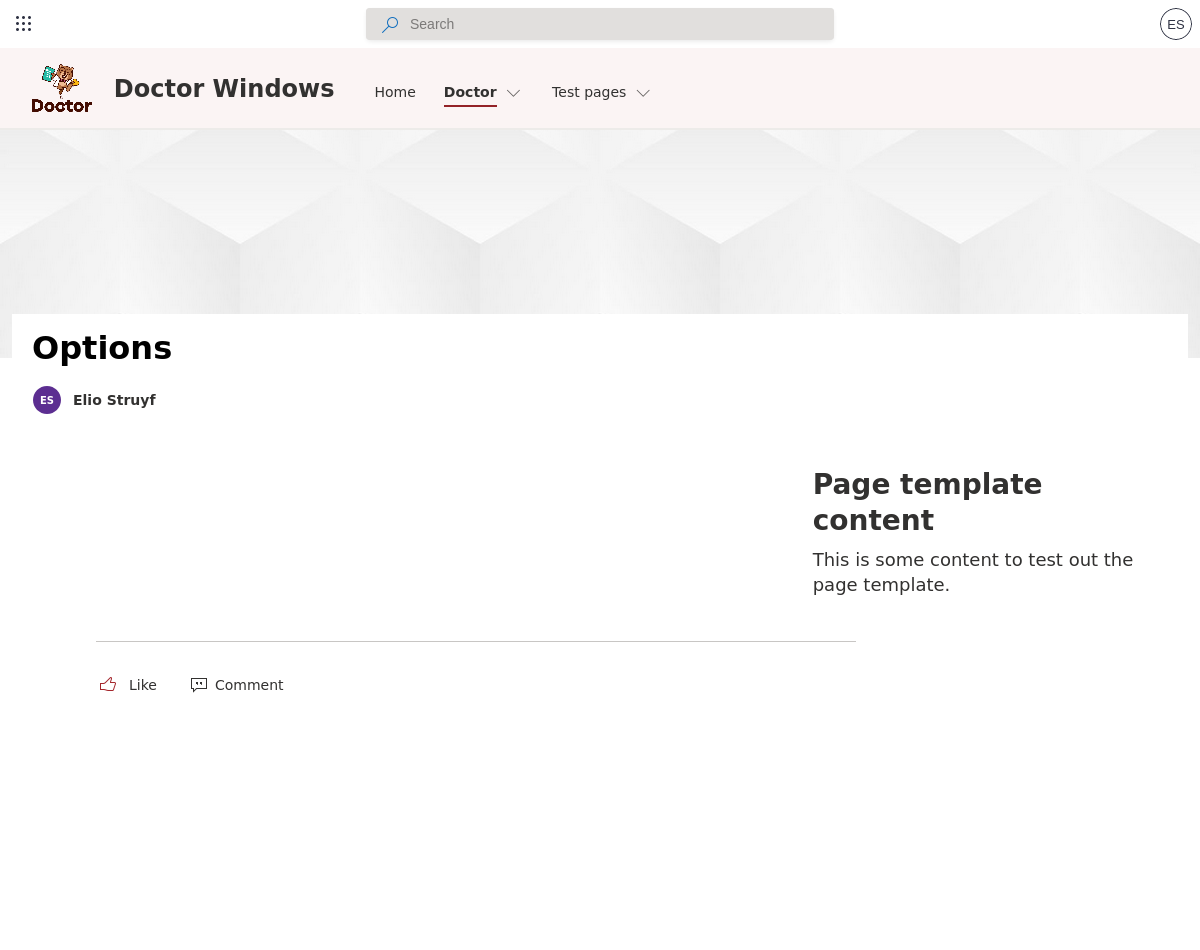 Search
ES
Doctor
Doctor Windows
Home
Doctor
Test pages
Options
ES
Elio Struyf
Page template
content
This is some content to test out the
page template.
Like
Comment